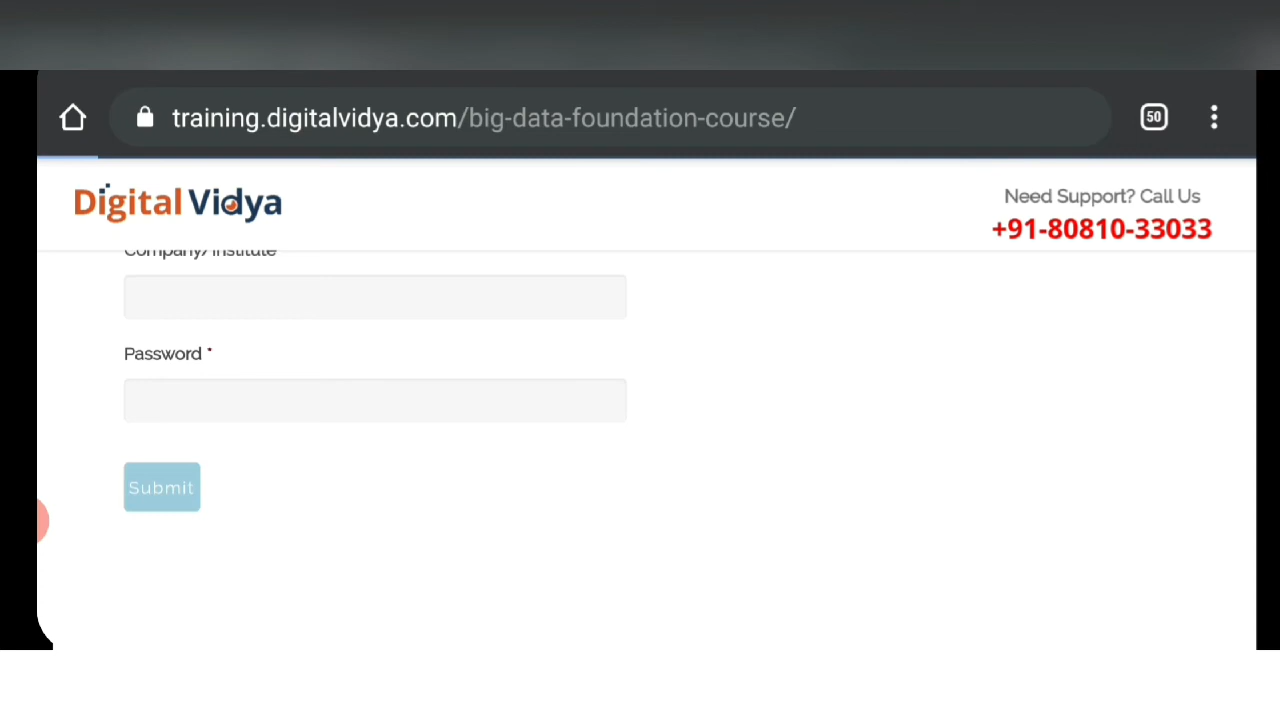 training.digitalvidya.com/big-data-foundation-course/
50
Digital Vidya
Need Support? Call Us
+91-80810-33033
Company/Institute
Password *
Submit